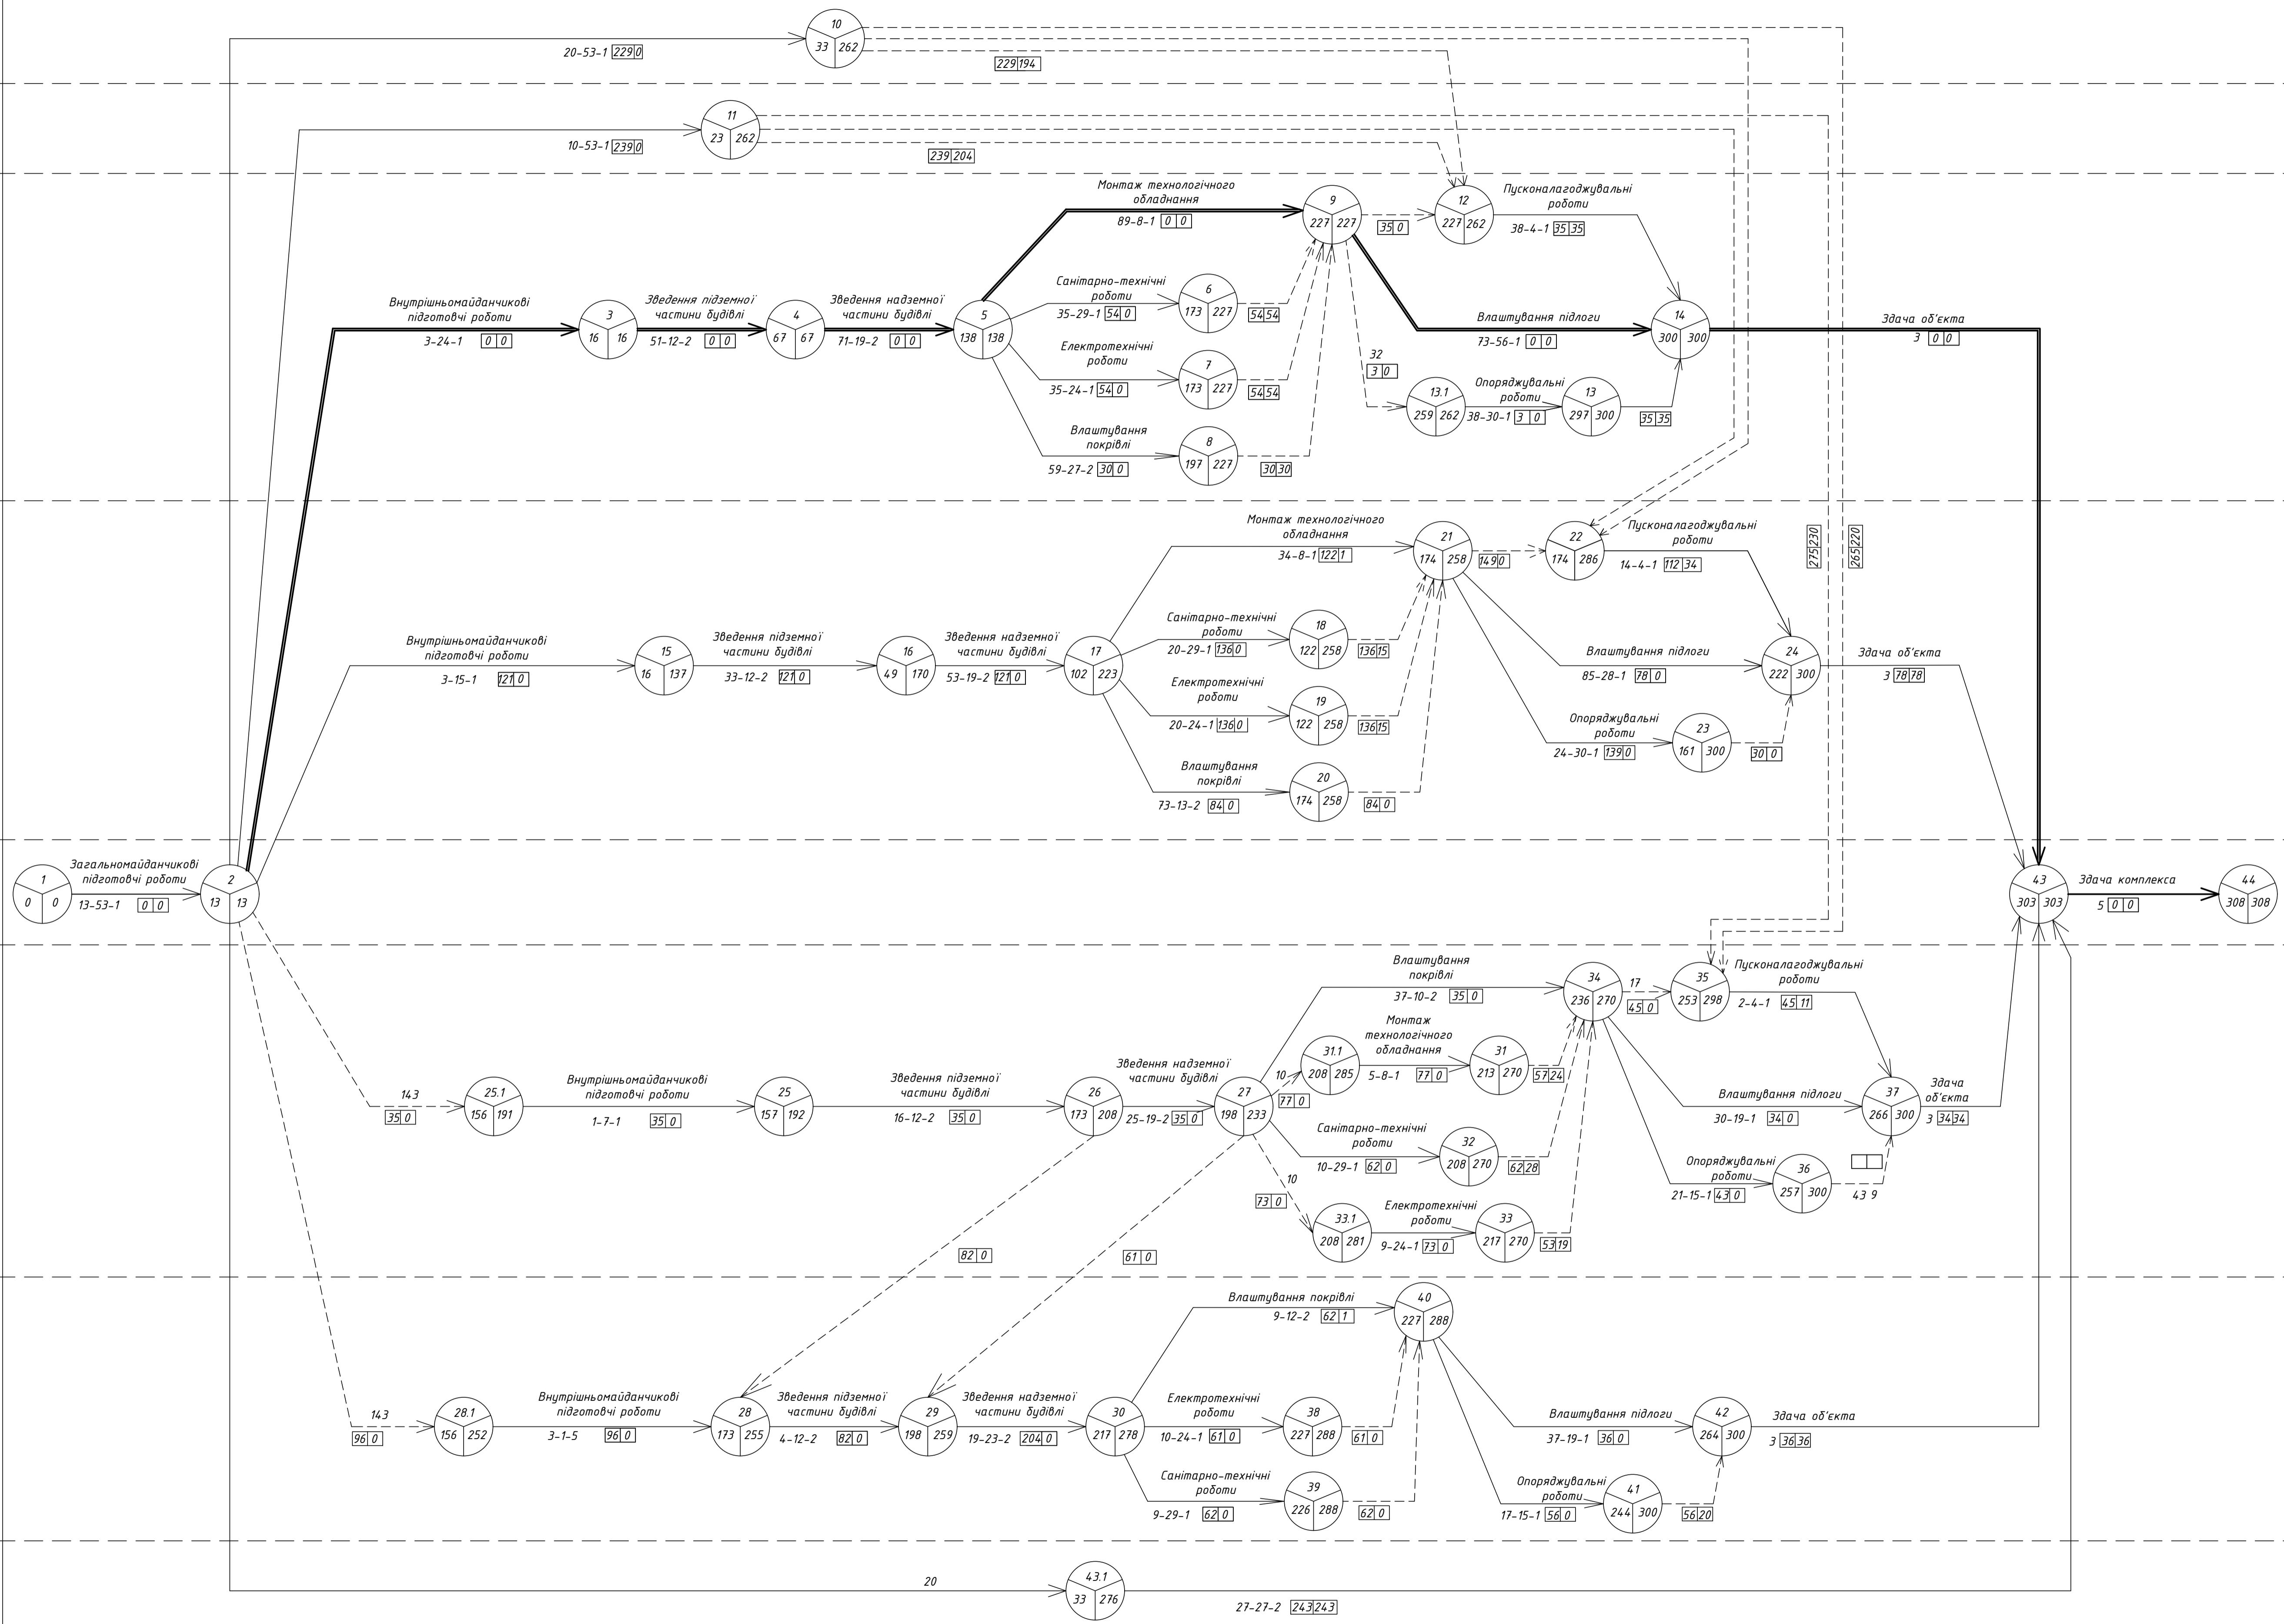 10
33 262
20-53-1 229 0
229 194
11
23 262
10-53-1 239 0
239 204
Монтаж технологічного
обладнання
89-8-1 0 0
9
227 227
35 0
12
227 262
Пусконалагоджувальні
роботи
38-4-1 35 35
Внутрішньомайданчикові
підготовчі роботи
3-24-1 0 0
3
16 16
Зведення підземної
частини будівлі
51-12-2 0 0
4
67 67
Зведення надземної
частини будівлі
71-19-2 0 0
5
138 138
Санітарно-технічні
роботи
35-29-1 54 0
6
173 227
54 54
Електротехнічні
роботи
35-24-1 54 0
7
173 227
54 54
Влаштування
покрівлі
59-27-2 30 0
8
197 227
30 30
Влаштування підлоги
73-56-1 0 0
14
300 300
Здача об'єкта
3 0 0
32
3 0
13.1
259 262
Опоряджувальні
роботи
38-30-1 3 0
13
297 300
35 35
Монтаж технологічного
обладнання
34-8-1 122 1
21
174 258
149 0
22
174 286
Пусконалагоджувальні
роботи
14-4-1 112 34
275 230
265 220
Внутрішньомайданчикові
підготовчі роботи
3-15-1 121 0
15
16 137
Зведення підземної
частини будівлі
33-12-2 121 0
16
49 170
Зведення надземної
частини будівлі
53-19-2 121 0
17
102 223
Санітарно-технічні
роботи
20-29-1 136 0
18
122 258
136 15
Електротехнічні
роботи
20-24-1 136 0
19
122 258
136 15
Влаштування
покрівлі
73-13-2 84 0
20
174 258
84 0
Влаштування підлоги
85-28-1 78 0
24
222 300
Здача об'єкта
3 78 78
Опоряджувальні
роботи
24-30-1 139 0
23
161 300
30 0
1
0 0
Загальномайданчикові
підготовчі роботи
13-53-1 0 0
2
13 13
43
303 303
Здача комплекса
5 0 0
44
308 308
143
35 0
25.1
156 191
Внутрішньомайданчикові
підготовчі роботи
1-7-1 35 0
25
157 192
Зведення підземної
частини будівлі
16-12-2 35 0
26
173 208
Зведення надземної
частини будівлі
25-19-2 35 0
27
198 233
Влаштування
покрівлі
37-10-2 35 0
34
236 270
17
45 0
35
253 298
Пусконалагоджувальні
роботи
2-4-1 45 11
10
77 0
31.1
208 285
Монтаж
технологічного
обладнання
5-8-1 77 0
31
213 270
57 24
Санітарно-технічні
роботи
10-29-1 62 0
32
208 270
62 28
10
73 0
33.1
208 281
Електротехнічні
роботи
9-24-1 73 0
33
217 270
53 19
Влаштування підлоги
30-19-1 34 0
37
266 300
Здача
об'єкта
3 34 34
Опоряджувальні
роботи
21-15-1 43 0
36
257 300
43 9
82 0
61 0
143
96 0
28.1
156 252
Внутрішньомайданчикові
підготовчі роботи
3-1-5 96 0
28
173 255
Зведення підземної
частини будівлі
4-12-2 82 0
29
198 259
Зведення надземної
частини будівлі
19-23-2 204 0
30
217 278
Влаштування покрівлі
9-12-2 62 1
40
227 288
Електротехнічні
роботи
10-24-1 61 0
38
227 288
61 0
Санітарно-технічні
роботи
9-29-1 62 0
39
226 288
62 0
Влаштування підлоги
37-19-1 36 0
42
264 300
Здача об'єкта
3 36 36
Опоряджувальні
роботи
17-15-1 56 0
41
244 300
56 20
20
43.1
33 276
27-27-2 243 243